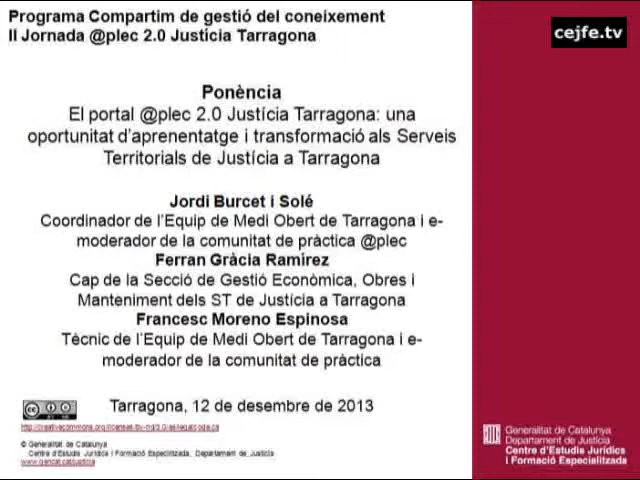 Programa Compartim de gestió del coneixement
II Jornada @plec 2.0 Justícia Tarragona
cejfe.tv
Ponència
El portal @plec 2.0 Justícia Tarragona: una
oportunitat d'aprenentatge i transformació als Serveis
Territorials de Justícia a Tarragona
Jordi Burcet i Solé
Coordinador de l'Equip de Medi Obert de Tarragona i e-
moderador de la comunitat de pràctica @plec
Ferran Gràcia Ramírez
Cap de la Secció de Gestió Econòmica, Obres i
Manteniment dels ST de Justícia a Tarragona
Francesc Moreno Espinosa
Tècnic de l'Equip de Medi Obert de Tarragona i e-
moderador de la comunitat de pràctica
Tarragona, 12 de desembre de 2013
© Generalitat de Catalunya
Centre d'Estudis Jurídics i Formació Especialitzada, Departament de Justícia
www.gencat.cat/justicia
Generalitat de Catalunya
Departament de Justícia
Centre d'Estudis Jurídics
i Formació Especialitzada